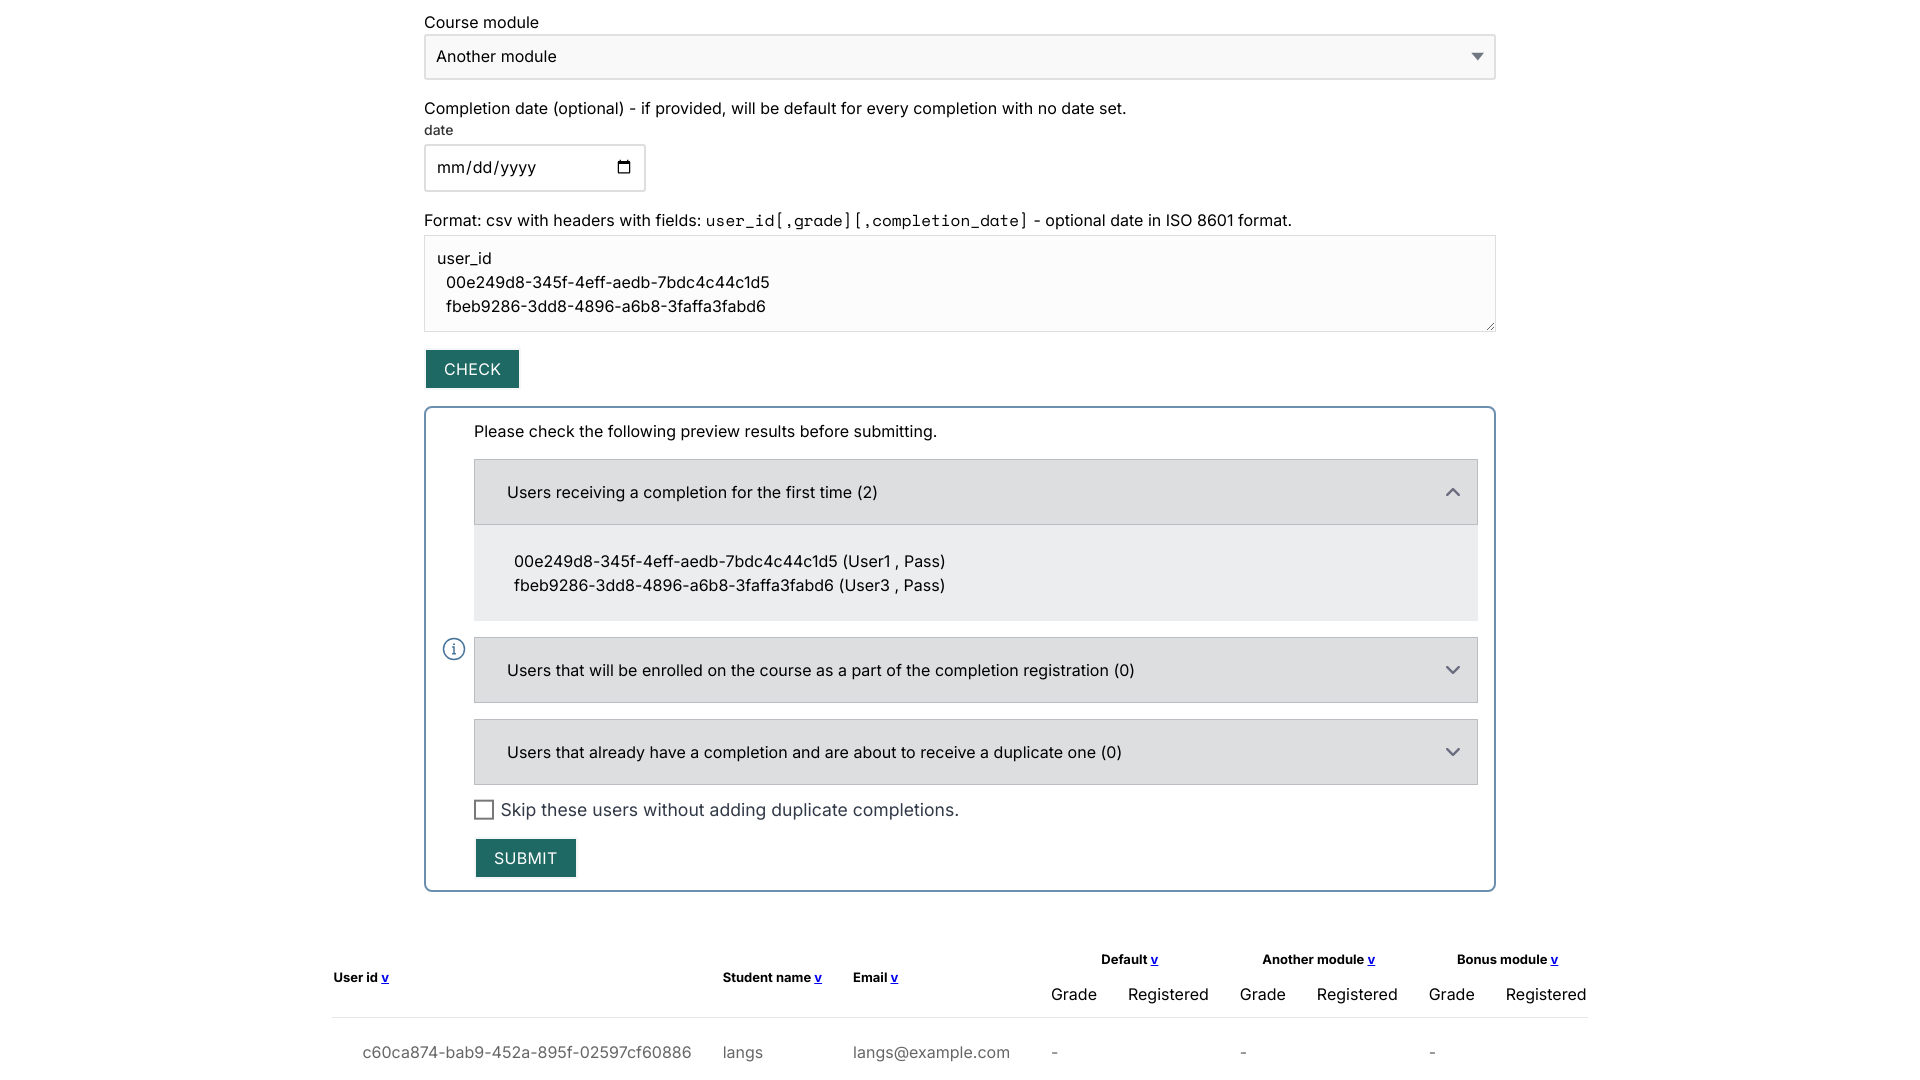 Course module
Another module
Completion date (optional) - if provided, will be default for every completion with no date set.
date
mm/dd/yyyy
Format: csv with headers with fields: user_id[,grade][,completion_date] - optional date in ISO 8601 format.
user_id
00e249d8-345f-4eff-aedb-7bdc4c44c1d5
fbeb9286-3dd8-4896-a6b8-3faffa3fabd6
CHECK
Please check the following preview results before submitting.
Users receiving a completion for the first time (2)
00e249d8-345f-4eff-aedb-7bdc4c44c1d5 (User1 , Pass)
fbeb9286-3dd8-4896-a6b8-3faffa3fabd6 (User3 , Pass)
Users that will be enrolled on the course as a part of the completion registration (0)
Users that already have a completion and are about to receive a duplicate one (0)
Skip these users without adding duplicate completions.
SUBMIT
Default v Another module v Bonus module v
User id v Student name v Email v
Grade Registered Grade Registered Grade Registered
c60ca874-bab9-452a-895f-02597cf60886 langs langs@example.com - - -